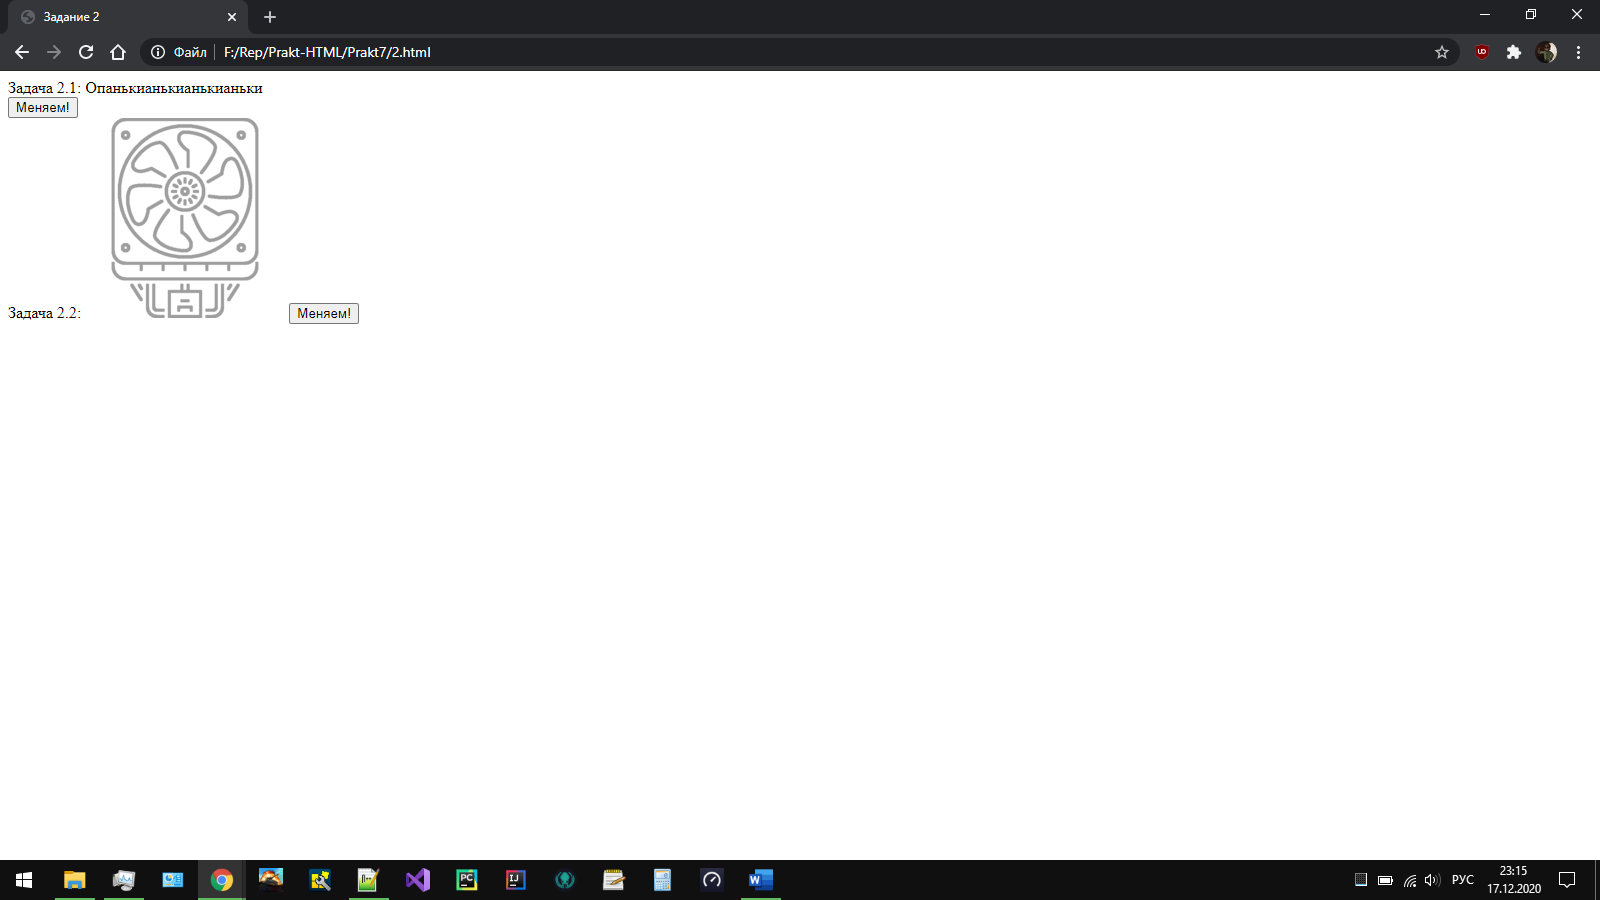 Задание 2
Файл F:/Rep/Prakt-HTML/Prakt7/2.html
Задача 2.1: Опанькианькианькианьки
Меняем!
Задача 2.2: Меняем!
РУС
23:15
17.12.2020